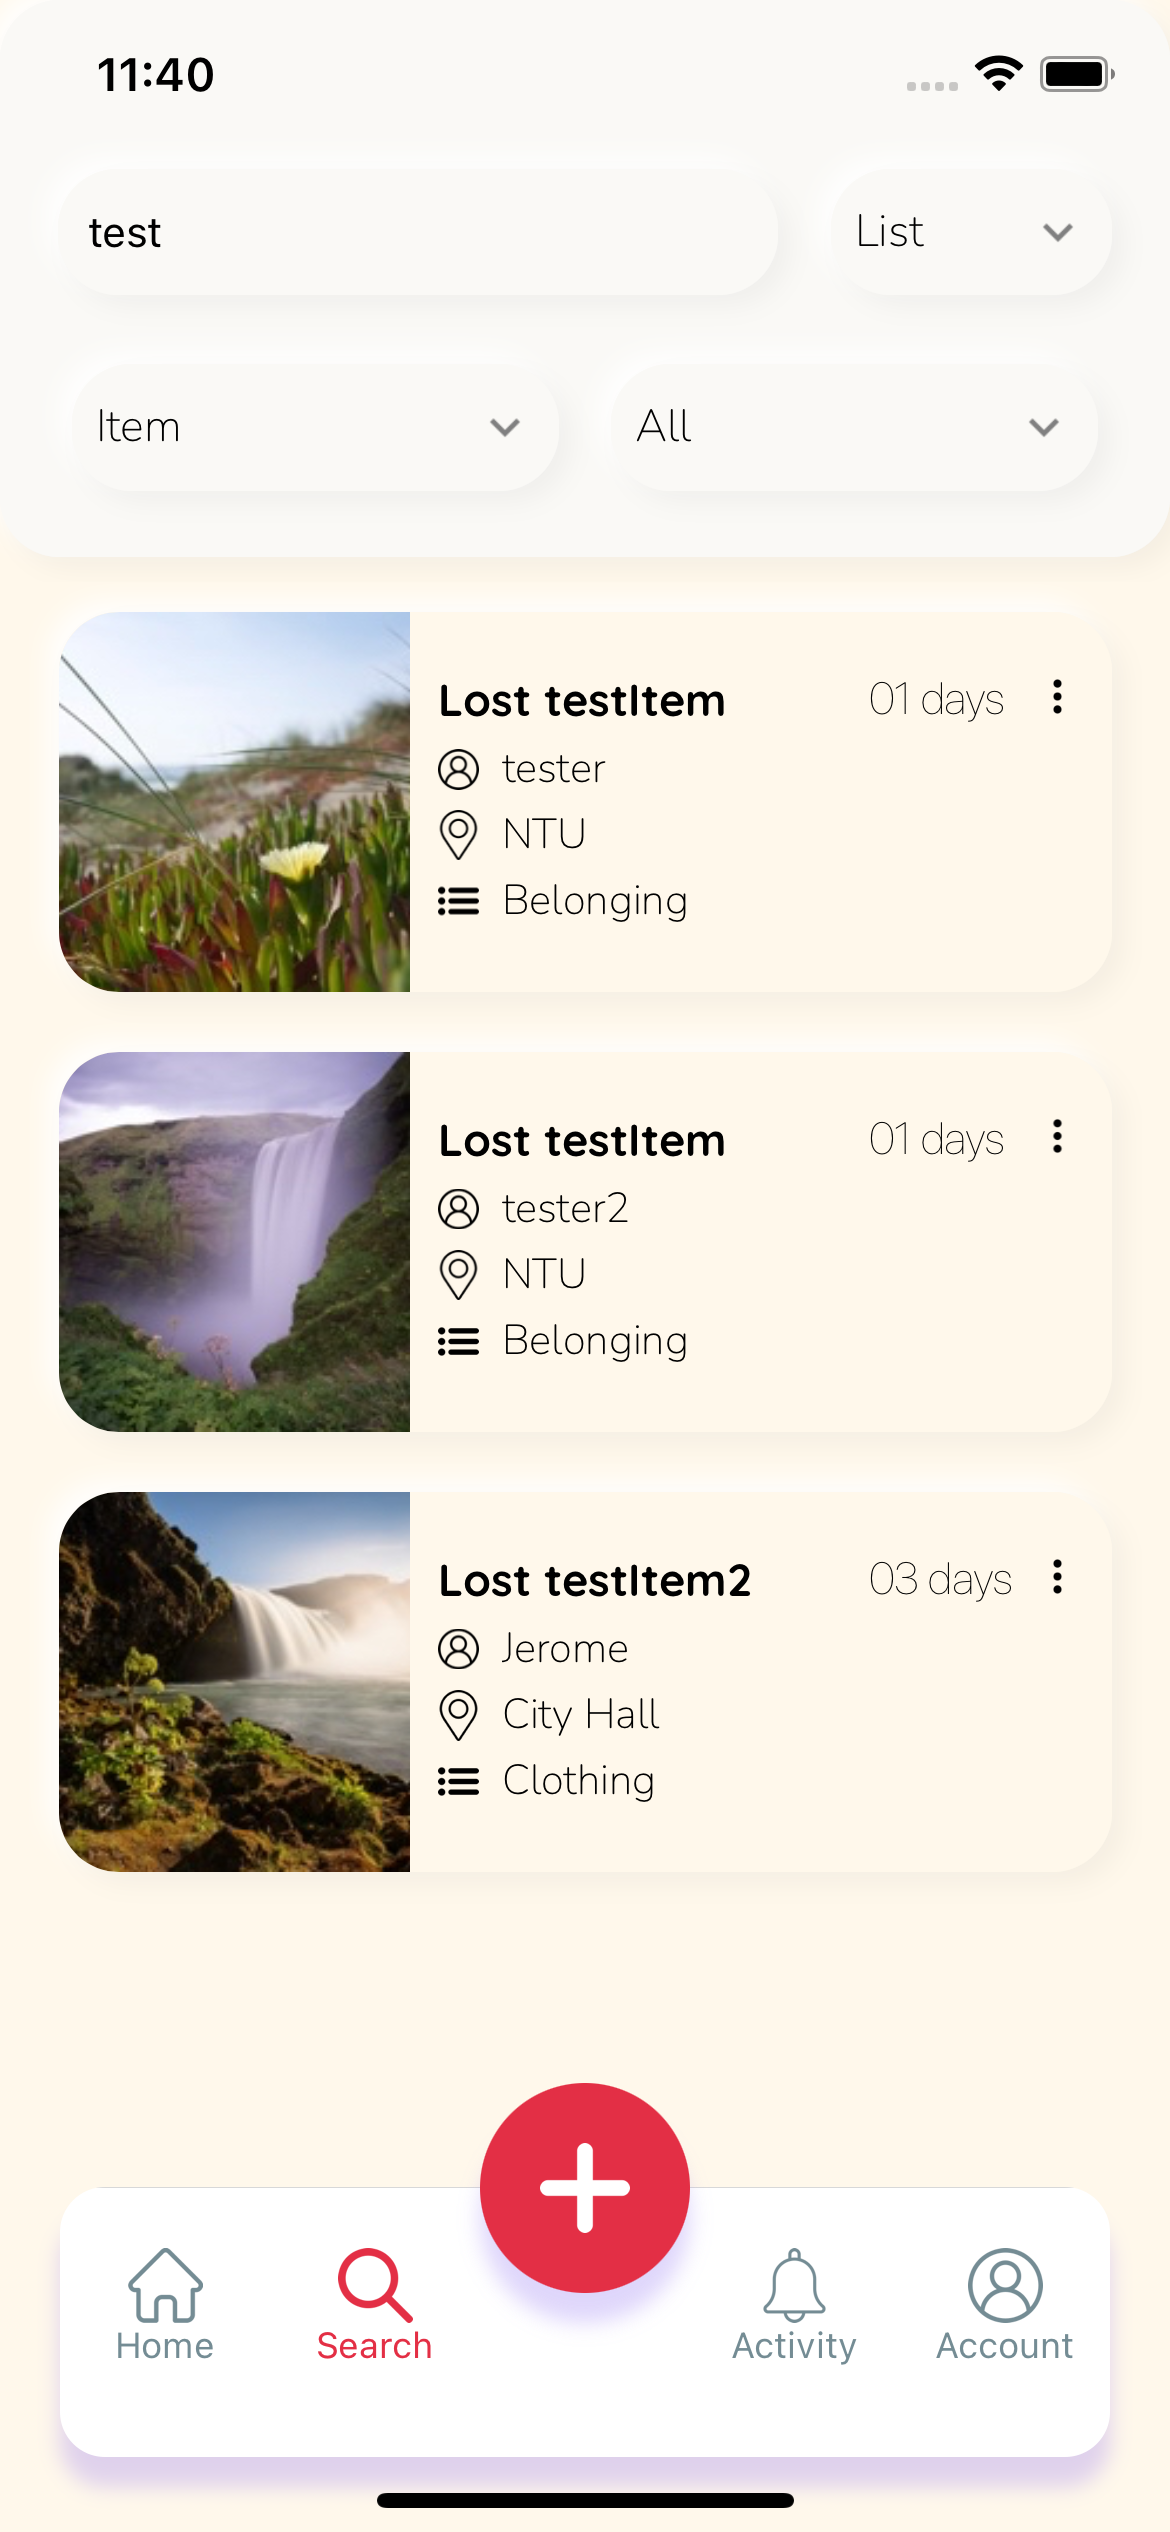 11:40
test
List
Item
All
Lost testItem
01 days
tester
NTU
Belonging
Lost testItem
01 days
tester2
NTU
Belonging
Lost testItem2
03 days
Jerome
City Hall
Clothing
Home
Search
Activity
Account